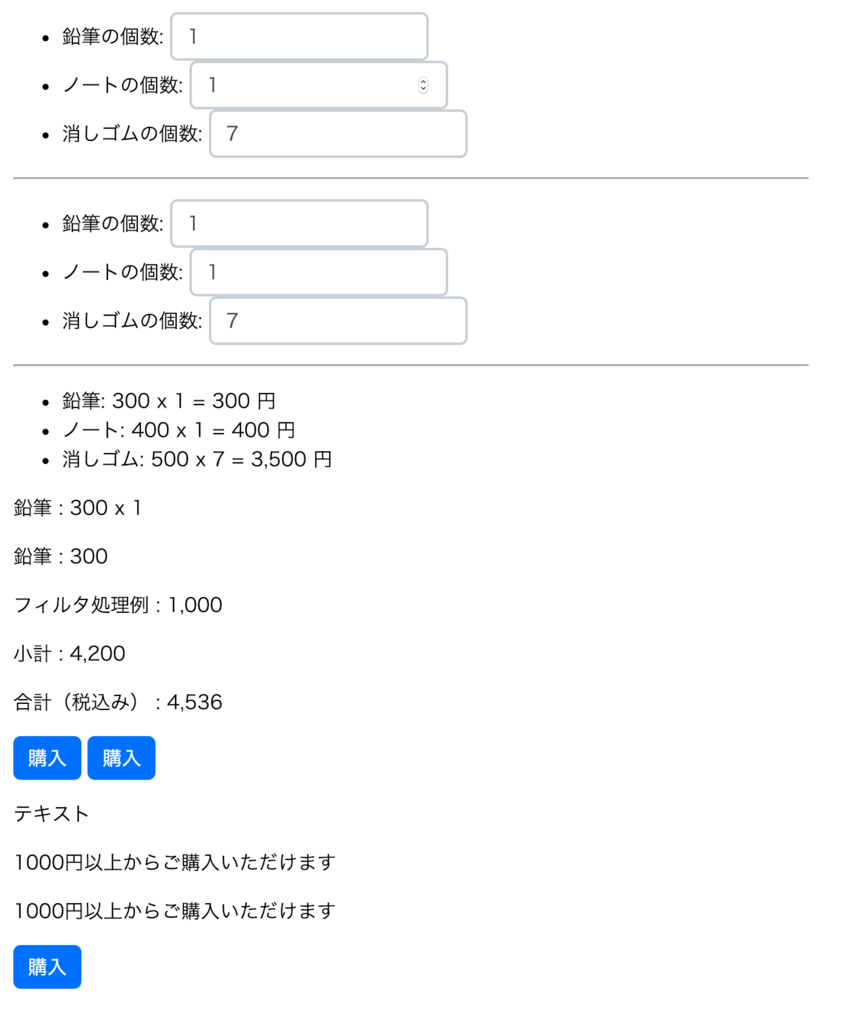 鉛筆の個数: 1
ノートの個数: 1
消しゴムの個数: 7
鉛筆の個数: 1
ノートの個数: 1
消しゴムの個数: 7
鉛筆: 300 x 1 = 300 円
ノート: 400 x 1 = 400 円
消しゴム: 500 x 7 = 3,500 円
鉛筆 : 300 x 1
鉛筆 : 300
フィルタ処理例 : 1,000
小計 : 4,200
合計（税込み） : 4,536
購入 購入
テキスト
1000円以上からご購入いただけます
1000円以上からご購入いただけます
購入